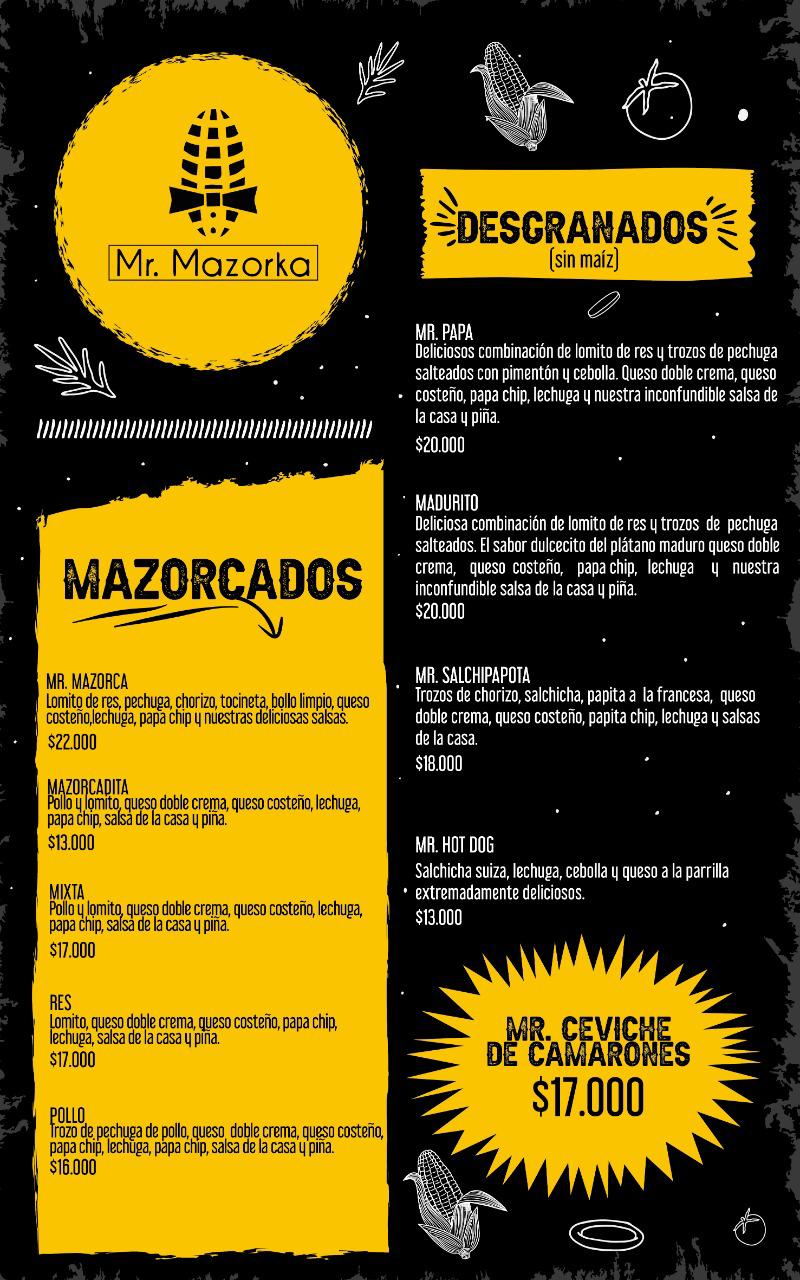 Mr. Mazorka
MAZORCADOS
MR. MAZORCA
Lomito de res, pechuga, chorizo, tocineta, bollo limpio, queso
costeño,lechuga, papa chip y nuestras deliciosas salsas.
$22.000
MAZORCADITA
Pollo y lomito, queso doble crema, queso costeño, lechuga,
papa chip, salsa de la casa y piña.
$13.000
MIXTA
Pollo y lomito, queso doble crema, queso costeño, lechuga,
papa chip, salsa de la casa y piña.
$17.000
RES
Lomito, queso doble crema, queso costeño, papa chip,
lechuga, salsa de la casa y piña.
$17.000
POLLO
Trozo de pechuga de pollo, queso doble crema, queso costeño,
papa chip, lechuga, papa chip, salsa de la casa y piña.
$16.000
DESGRANADOS
(sin maíz)
MR. PAPA
Deliciosos combinación de lomito de res y trozos de pechuga
salteados con pimentón y cebolla. Queso doble crema, queso
costeño, papa chip, lechuga y nuestra inconfundible salsa de
la casa y piña.
$20.000
MADURITO
Deliciosa combinación de lomito de res y trozos de pechuga
salteados. El sabor dulcecito del plátano maduro queso doble
crema, queso costeño, papa chip, lechuga y nuestra
inconfundible salsa de la casa y piña.
$20.000
MR. SALCHIPAPOTA
Trozos de chorizo, salchicha, papita a la francesa, queso
doble crema, queso costeño, papita chip, lechuga y salsas
de la casa.
$18.000
MR. HOT DOG
Salchicha suiza, lechuga, cebolla y queso a la parrilla
extremadamente deliciosos.
$13.000
MR. CEVICHE
DE CAMARONES
$17.000